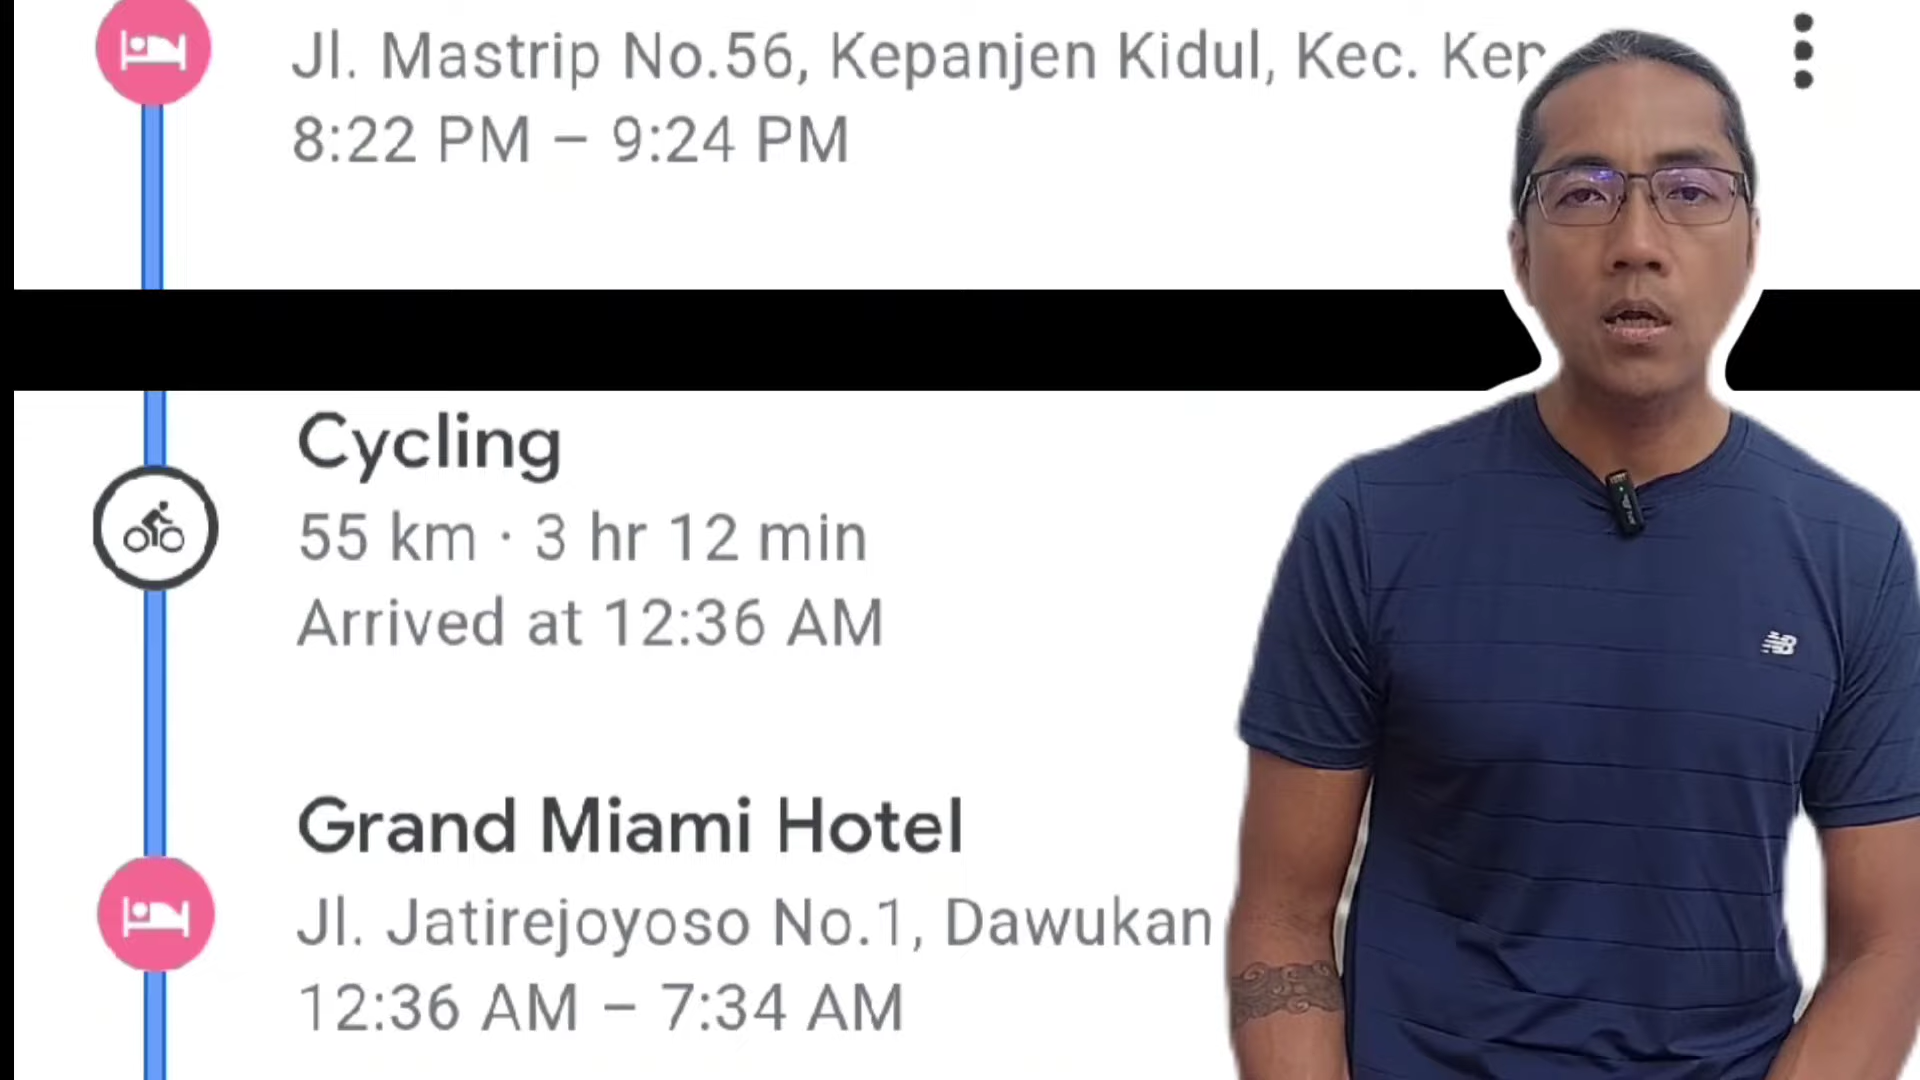 Jl. Mastrip No.56, Kepanjen Kidul, Kec. Kep
8:22 PM – 9:24 PM
Cycling
55 km · 3 hr 12 min
Arrived at 12:36 AM
Grand Miami Hotel
Jl. Jatirejoyoso No.1, Dawukan
12:36 AM – 7:34 AM
NB